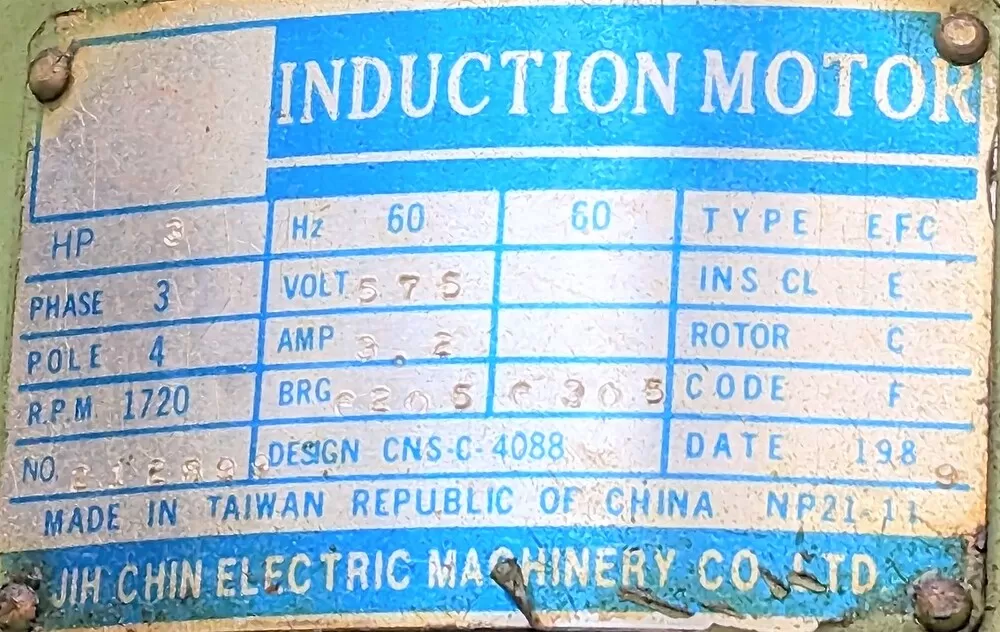 INDUCTION MOTOR
HP 3 Hz 60 60 TYPE EFC
PHASE 3 VOLT 575 INS CL E
POLE 4 AMP 3.2 ROTOR C
R.P.M 1720 BRG 6205 6305 CODE F
NO. DESIGN CNS-C-4088 DATE 1989
MADE IN TAIWAN REPUBLIC OF CHINA NP21-11
JIH CHIN ELECTRIC MACHINERY CO., LTD